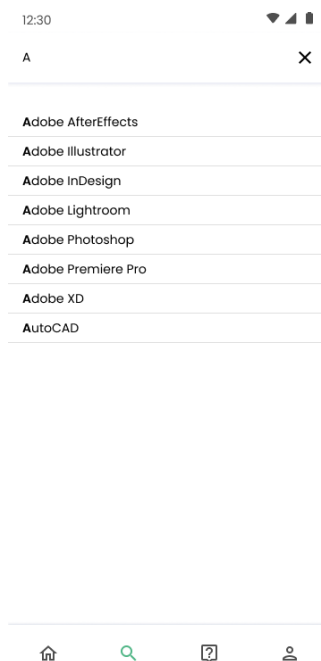 12:30
A
Adobe AfterEffects
Adobe Illustrator
Adobe InDesign
Adobe Lightroom
Adobe Photoshop
Adobe Premiere Pro
Adobe XD
AutoCAD